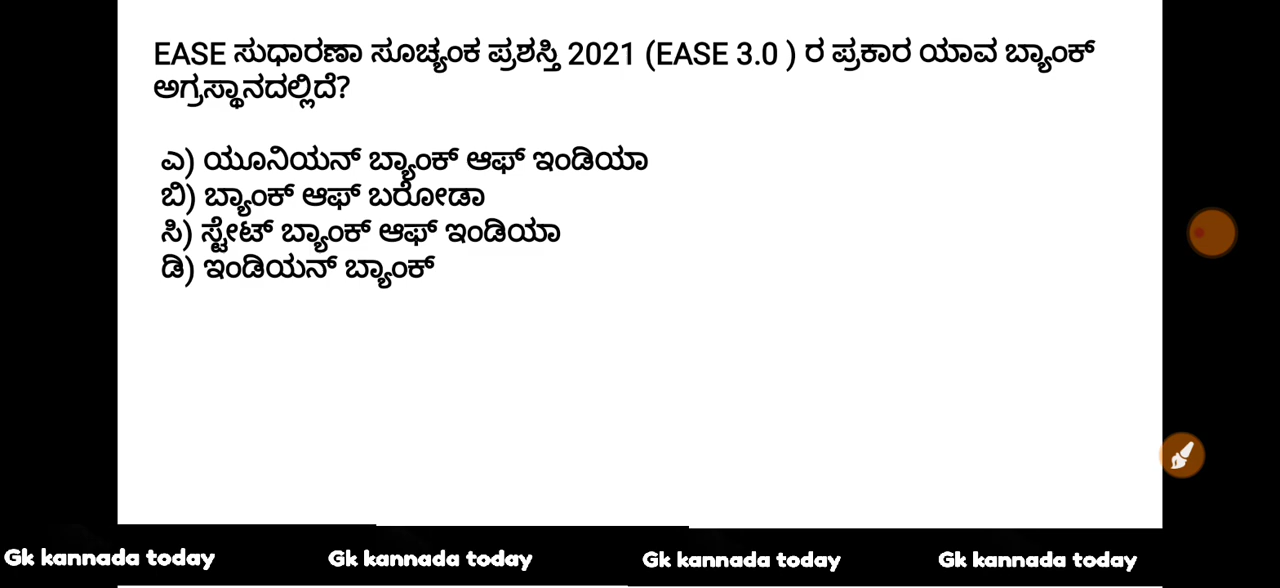 EASE ಸುಧಾರಣಾ ಸೂಚ್ಯಂಕ ಪ್ರಶಸ್ತಿ 2021 (EASE 3.0 ) ರ ಪ್ರಕಾರ ಯಾವ ಬ್ಯಾಂಕ್
ಅಗ್ರಸ್ಥಾನದಲ್ಲಿದೆ?
ಎ) ಯೂನಿಯನ್ ಬ್ಯಾಂಕ್ ಆಫ್ ಇಂಡಿಯಾ
ಬಿ) ಬ್ಯಾಂಕ್ ಆಫ್ ಬರೋಡಾ
ಸಿ) ಸ್ಟೇಟ್ ಬ್ಯಾಂಕ್ ಆಫ್ ಇಂಡಿಯಾ
ಡಿ) ಇಂಡಿಯನ್ ಬ್ಯಾಂಕ್
Gk kannada today Gk kannada today Gk kannada today Gk kannada today